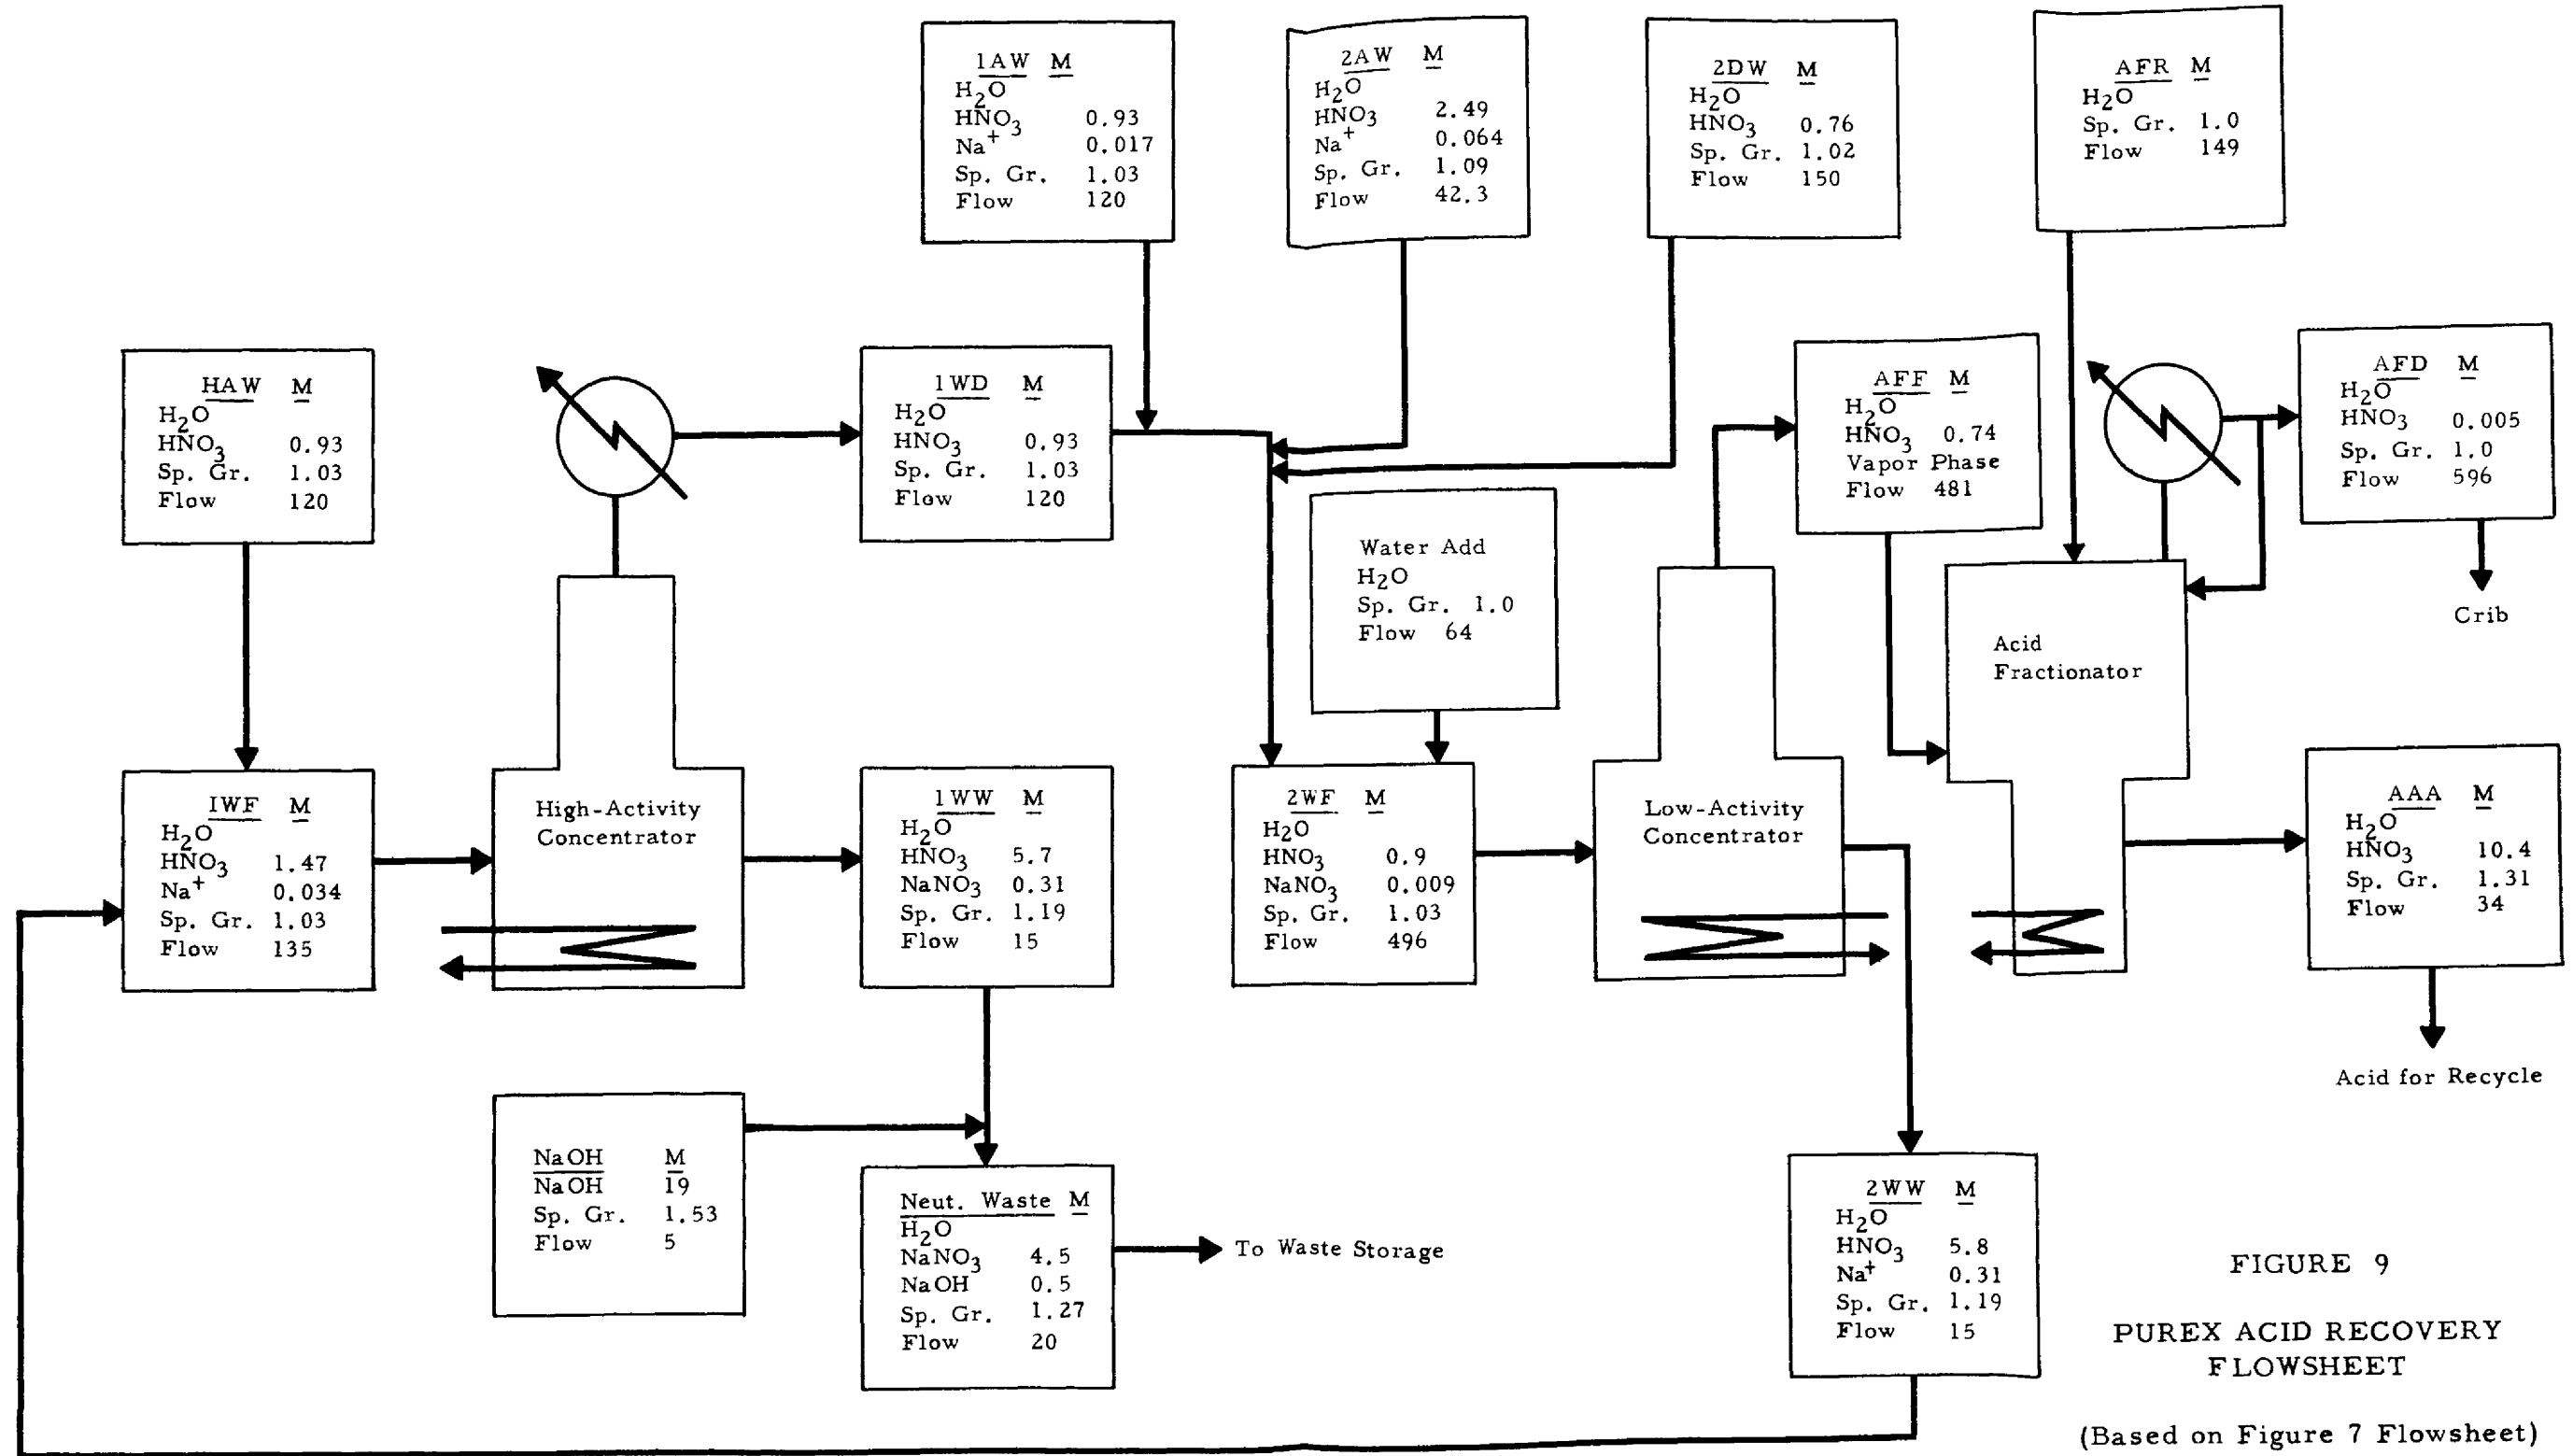 1AW M
H2O
HNO3 0.93
Na+ 0.017
Sp. Gr. 1.03
Flow 120
2AW M
H2O
HNO3 2.49
Na+ 0.064
Sp. Gr. 1.09
Flow 42.3
2DW M
H2O
HNO3 0.76
Sp. Gr. 1.02
Flow 150
AFR M
H2O
Sp. Gr. 1.0
Flow 149
HAW M
H2O
HNO3 0.93
Sp. Gr. 1.03
Flow 120
1WD M
H2O
HNO3 0.93
Sp. Gr. 1.03
Flow 120
AFF M
H2O
HNO3 0.74
Vapor Phase
Flow 481
AFD M
H2O
HNO3 0.005
Sp. Gr. 1.0
Flow 596
Crib
Water Add
H2O
Sp. Gr. 1.0
Flow 64
Acid
Fractionator
IWF M
H2O
HNO3 1.47
Na+ 0.034
Sp. Gr. 1.03
Flow 135
High-Activity
Concentrator
1WW M
H2O
HNO3 5.7
NaNO3 0.31
Sp. Gr. 1.19
Flow 15
2WF M
H2O
HNO3 0.9
NaNO3 0.009
Sp. Gr. 1.03
Flow 496
Low-Activity
Concentrator
AAA M
H2O
HNO3 10.4
Sp. Gr. 1.31
Flow 34
Acid for Recycle
NaOH M
NaOH 19
Sp. Gr. 1.53
Flow 5
Neut. Waste M
H2O
NaNO3 4.5
NaOH 0.5
Sp. Gr. 1.27
Flow 20
To Waste Storage
2WW M
H2O
HNO3 5.8
Na+ 0.31
Sp. Gr. 1.19
Flow 15
FIGURE 9
PUREX ACID RECOVERY
FLOWSHEET
(Based on Figure 7 Flowsheet)